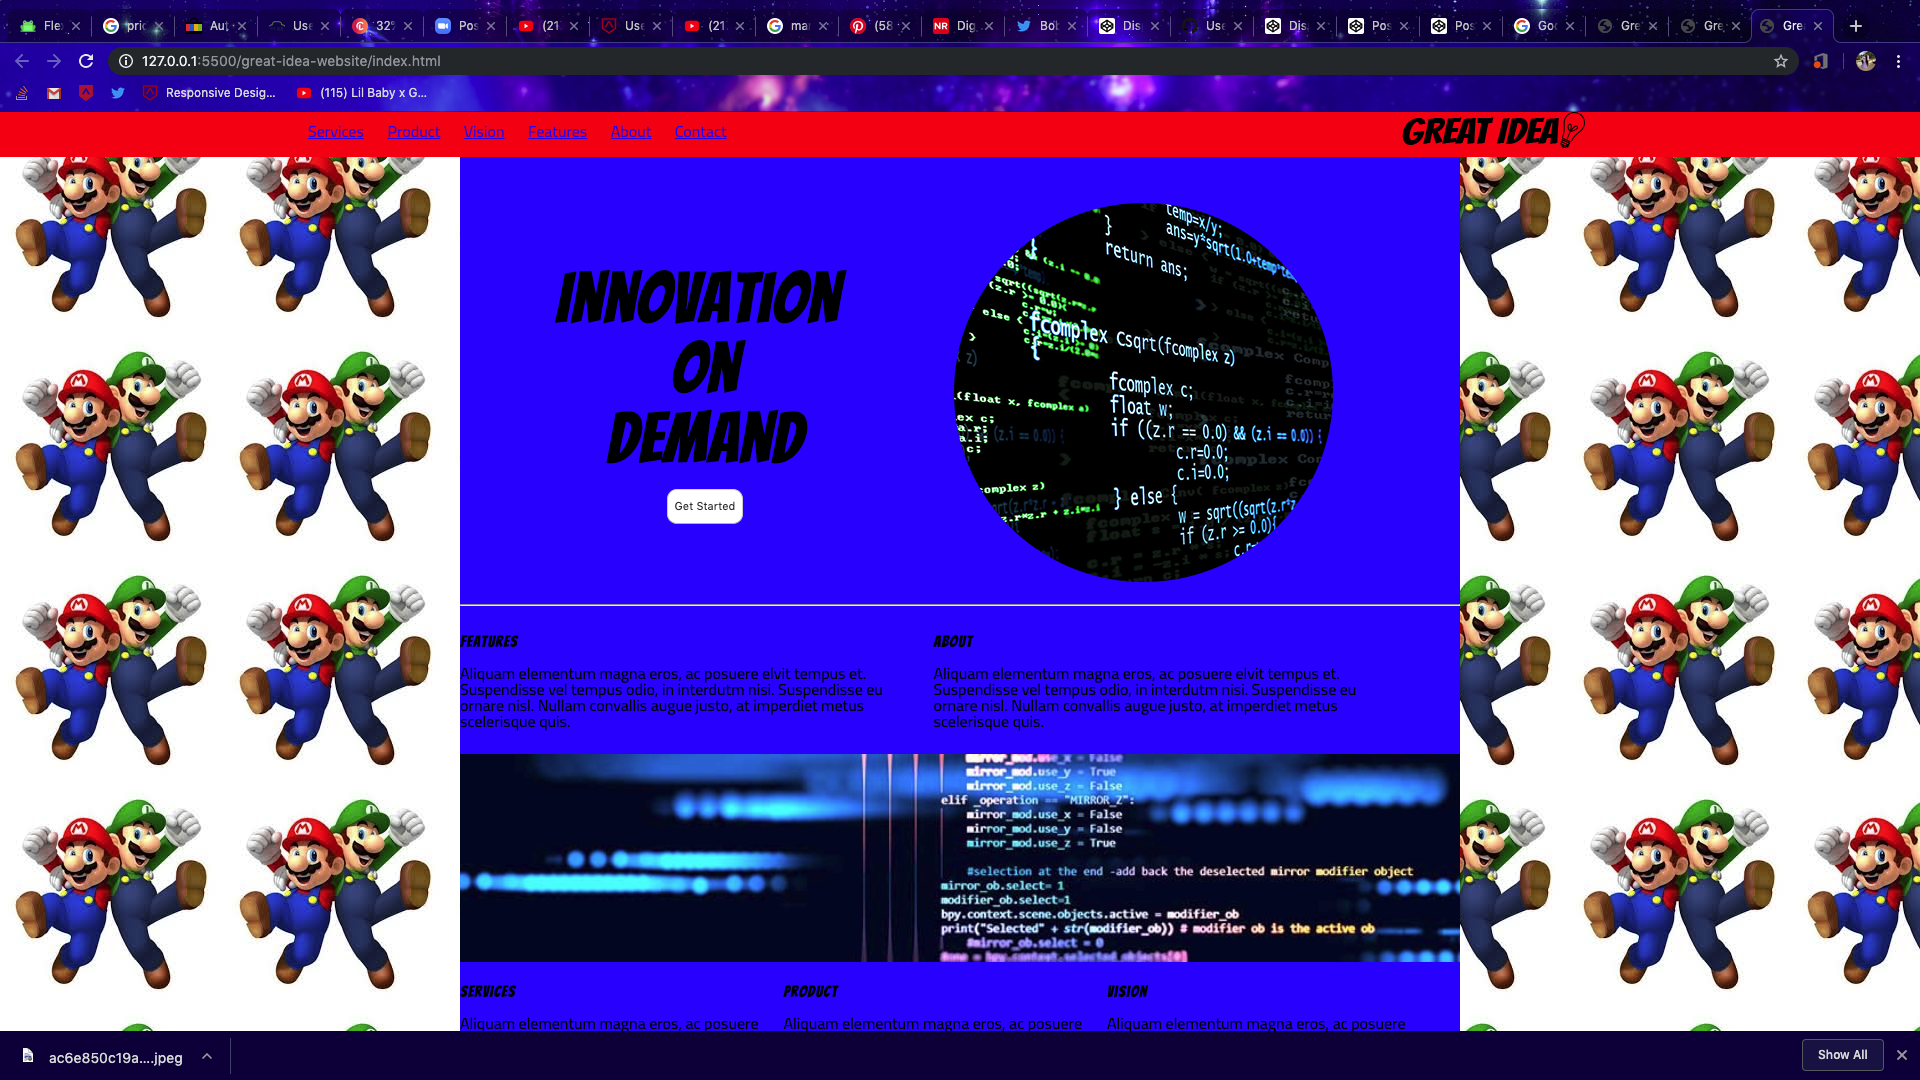 Fle
pric
Aut
Use
32%
Pos
(21
Use
(21
mar
(58
Dig
Bob
Dis
Use
Dis
Pos
Pos
Goo
Gre
Gre
Gre
127.0.0.1:5500/great-idea-website/index.html
Responsive Desig...
(115) Lil Baby x G...
Services Product Vision Features About Contact
GREAT IDEA
INNOVATION
ON
DEMAND
Get Started
temp=x/y;
ans=y*sqrt(1.0+temp*temp
}
return ans;
fcomplex Csqrt(fcomplex z)
{
fcomplex c;
float w;
if ((z.r == 0.0) && (z.i == 0.0)) {
c.r=0.0;
c.i=0.0;
} else {
w = sqrt((sqrt(z.r*z
if (z.r >= 0.0){
c.r=
FEATURES
Aliquam elementum magna eros, ac posuere elvit tempus et.
Suspendisse vel tempus odio, in interdutm nisi. Suspendisse eu
ornare nisl. Nullam convallis augue justo, at imperdiet metus
scelerisque quis.
ABOUT
Aliquam elementum magna eros, ac posuere elvit tempus et.
Suspendisse vel tempus odio, in interdutm nisi. Suspendisse eu
ornare nisl. Nullam convallis augue justo, at imperdiet metus
scelerisque quis.
mirror_mod.use_x = False
mirror_mod.use_y = True
mirror_mod.use_z = False
elif _operation == "MIRROR_Z":
mirror_mod.use_x = False
mirror_mod.use_y = False
mirror_mod.use_z = True
#selection at the end -add back the deselected mirror modifier object
mirror_ob.select= 1
modifier_ob.select=1
bpy.context.scene.objects.active = modifier_ob
print("Selected" + str(modifier_ob)) # modifier ob is the active ob
#mirror_ob.select = 0
#one = bpy.context.selected_objects[0]
SERVICES
Aliquam elementum magna eros, ac posuere
PRODUCT
Aliquam elementum magna eros, ac posuere
VISION
Aliquam elementum magna eros, ac posuere
ac6e850c19a....jpeg
Show All